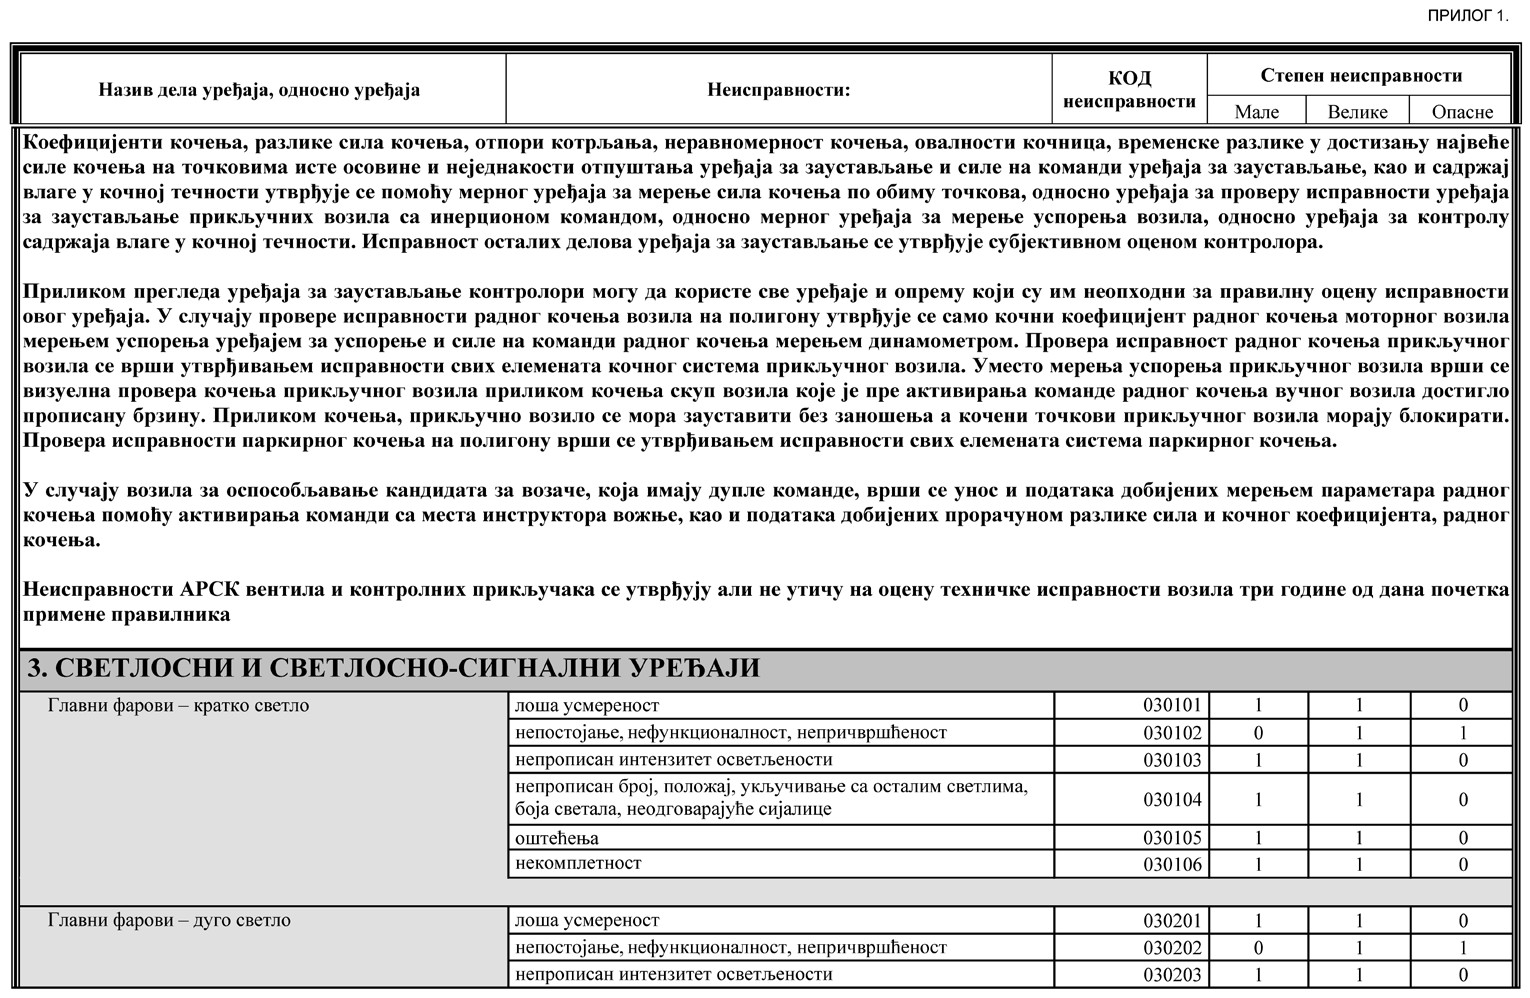 ПРИЛОГ 1.
Назив дела уређаја, односно уређаја Неисправности: КОД неисправности Степен неисправности
Мале Велике Опасне
Коефицијенти кочења, разлике сила кочења, отпори котрљања, неравномерност кочења, овалности кочница, временске разлике у достизању највеће
силе кочења на точковима исте осовине и неједнакости отпуштања уређаја за заустављање и силе на команди уређаја за заустављање, као и садржај
влаге у кочној течности утврђује се помоћу мерног уређаја за мерење сила кочења по обиму точкова, односно уређаја за проверу исправности уређаја
за заустављање прикључних возила са инерционом командом, односно мерног уређаја за мерење успорења возила, односно уређаја за контролу
садржаја влаге у кочној течности. Исправност осталих делова уређаја за заустављање се утврђује субјективном оценом контролора.
Приликом прегледа уређаја за заустављање контролори могу да користе све уређаје и опрему који су им неопходни за правилну оцену исправности
овог уређаја. У случају провере исправности радног кочења возила на полигону утврђује се само кочни коефицијент радног кочења моторног возила
мерењем успорења уређајем за успорење и силе на команди радног кочења мерењем динамометром. Провера исправност радног кочења прикључног
возила се врши утврђивањем исправности свих елемената кочног система прикључног возила. Уместо мерења успорења прикључног возила врши се
визуелна провера кочења прикључног возила приликом кочења скуп возила које је пре активирања команде радног кочења вучног возила достигло
прописану брзину. Приликом кочења, прикључно возило се мора зауставити без заношења а кочени точкови прикључног возила морају блокирати.
Провера исправности паркирног кочења на полигону врши се утврђивањем исправности свих елемената система паркирног кочења.
У случају возила за оспособљавање кандидата за возаче, која имају дупле команде, врши се унос и података добијених мерењем параметара радног
кочења помоћу активирања команди са места инструктора вожње, као и података добијених прорачуном разлике сила и кочног коефицијента, радног
кочења.
Неисправности АРСК вентила и контролних прикључака се утврђују али не утичу на оцену техничке исправности возила три године од дана почетка
примене правилника
3. СВЕТЛОСНИ И СВЕТЛОСНО-СИГНАЛНИ УРЕЂАЈИ
Главни фарови – кратко светло лоша усмереност 030101 1 1 0
непостојање, нефункционалност, непричвршћеност 030102 0 1 1
непрописан интензитет осветљености 030103 1 1 0
непрописан број, положај, укључивање са осталим светлима,
боја светала, неодговарајуће сијалице 030104 1 1 0
оштећења 030105 1 1 0
некомплетност 030106 1 1 0
Главни фарови – дуго светло лоша усмереност 030201 1 1 0
непостојање, нефункционалност, непричвршћеност 030202 0 1 1
непрописан интензитет осветљености 030203 1 1 0